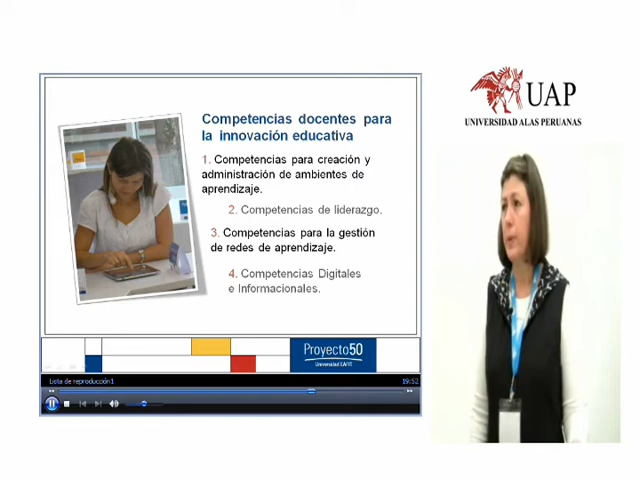 Competencias docentes para
la innovación educativa
1. Competencias para creación y
administración de ambientes de
aprendizaje.
2. Competencias de liderazgo.
3. Competencias para la gestión
de redes de aprendizaje.
4. Competencias Digitales
e Informacionales.
Proyecto50
Universidad EAFIT
Lista de reproducción1
19:52
UAP
UNIVERSIDAD ALAS PERUANAS